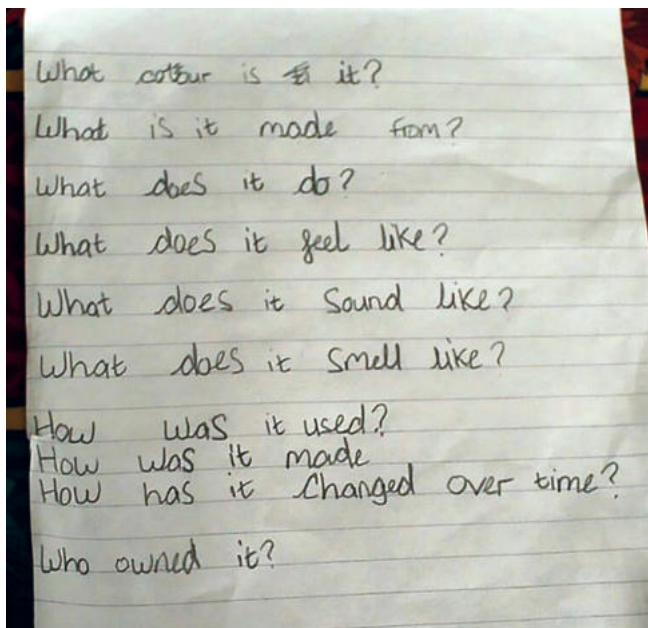 What colour is it?
What is it made from?
What does it do?
What does it feel like?
What does it Sound like?
What does it Smell like?
How was it used?
How was it made
How has it Changed over time?
Who owned it?